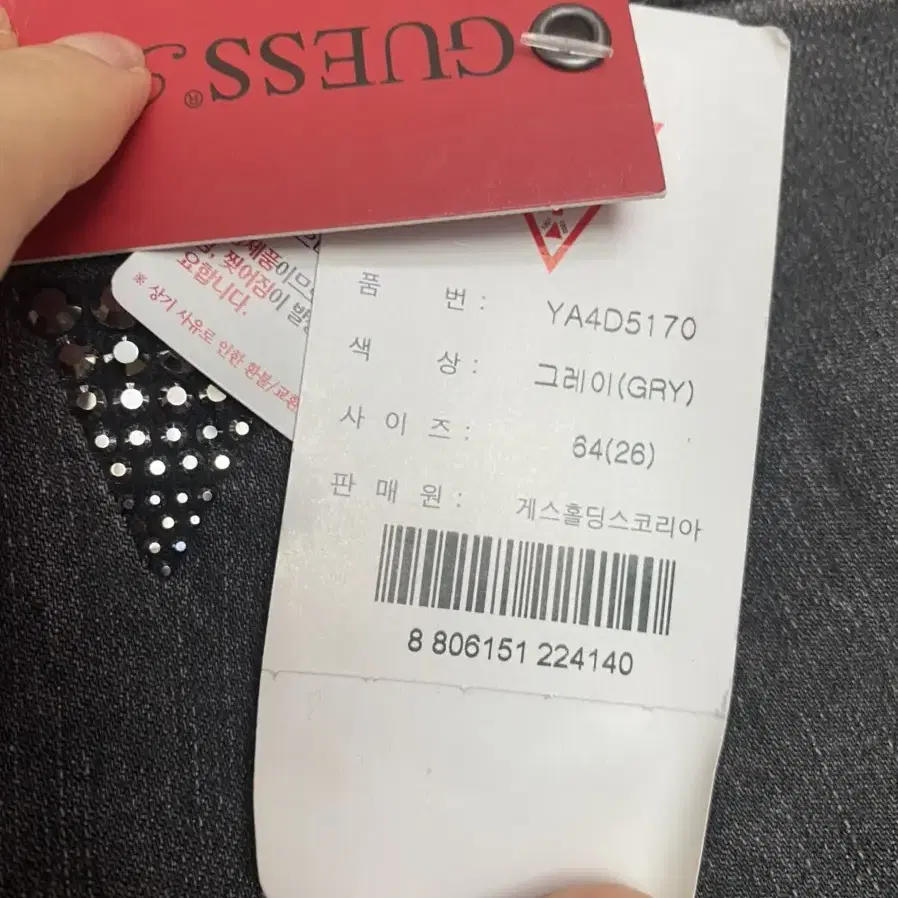 GUESS®
제품이므
찢어짐이 발
요합니다.
※ 상기 사유로 인한 환불/교환
품 번 : YA4D5170
색 상 : 그레이(GRY)
사 이 즈 : 64(26)
판 매 원 : 게스홀딩스코리아
8 806151 224140